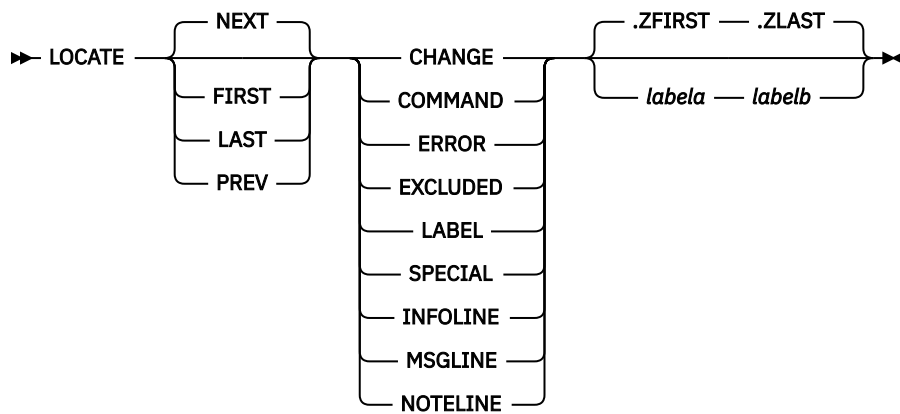 NEXT
.ZFIRST .ZLAST
LOCATE CHANGE
FIRST COMMAND labela labelb
LAST ERROR
PREV EXCLUDED
LABEL
SPECIAL
INFOLINE
MSGLINE
NOTELINE